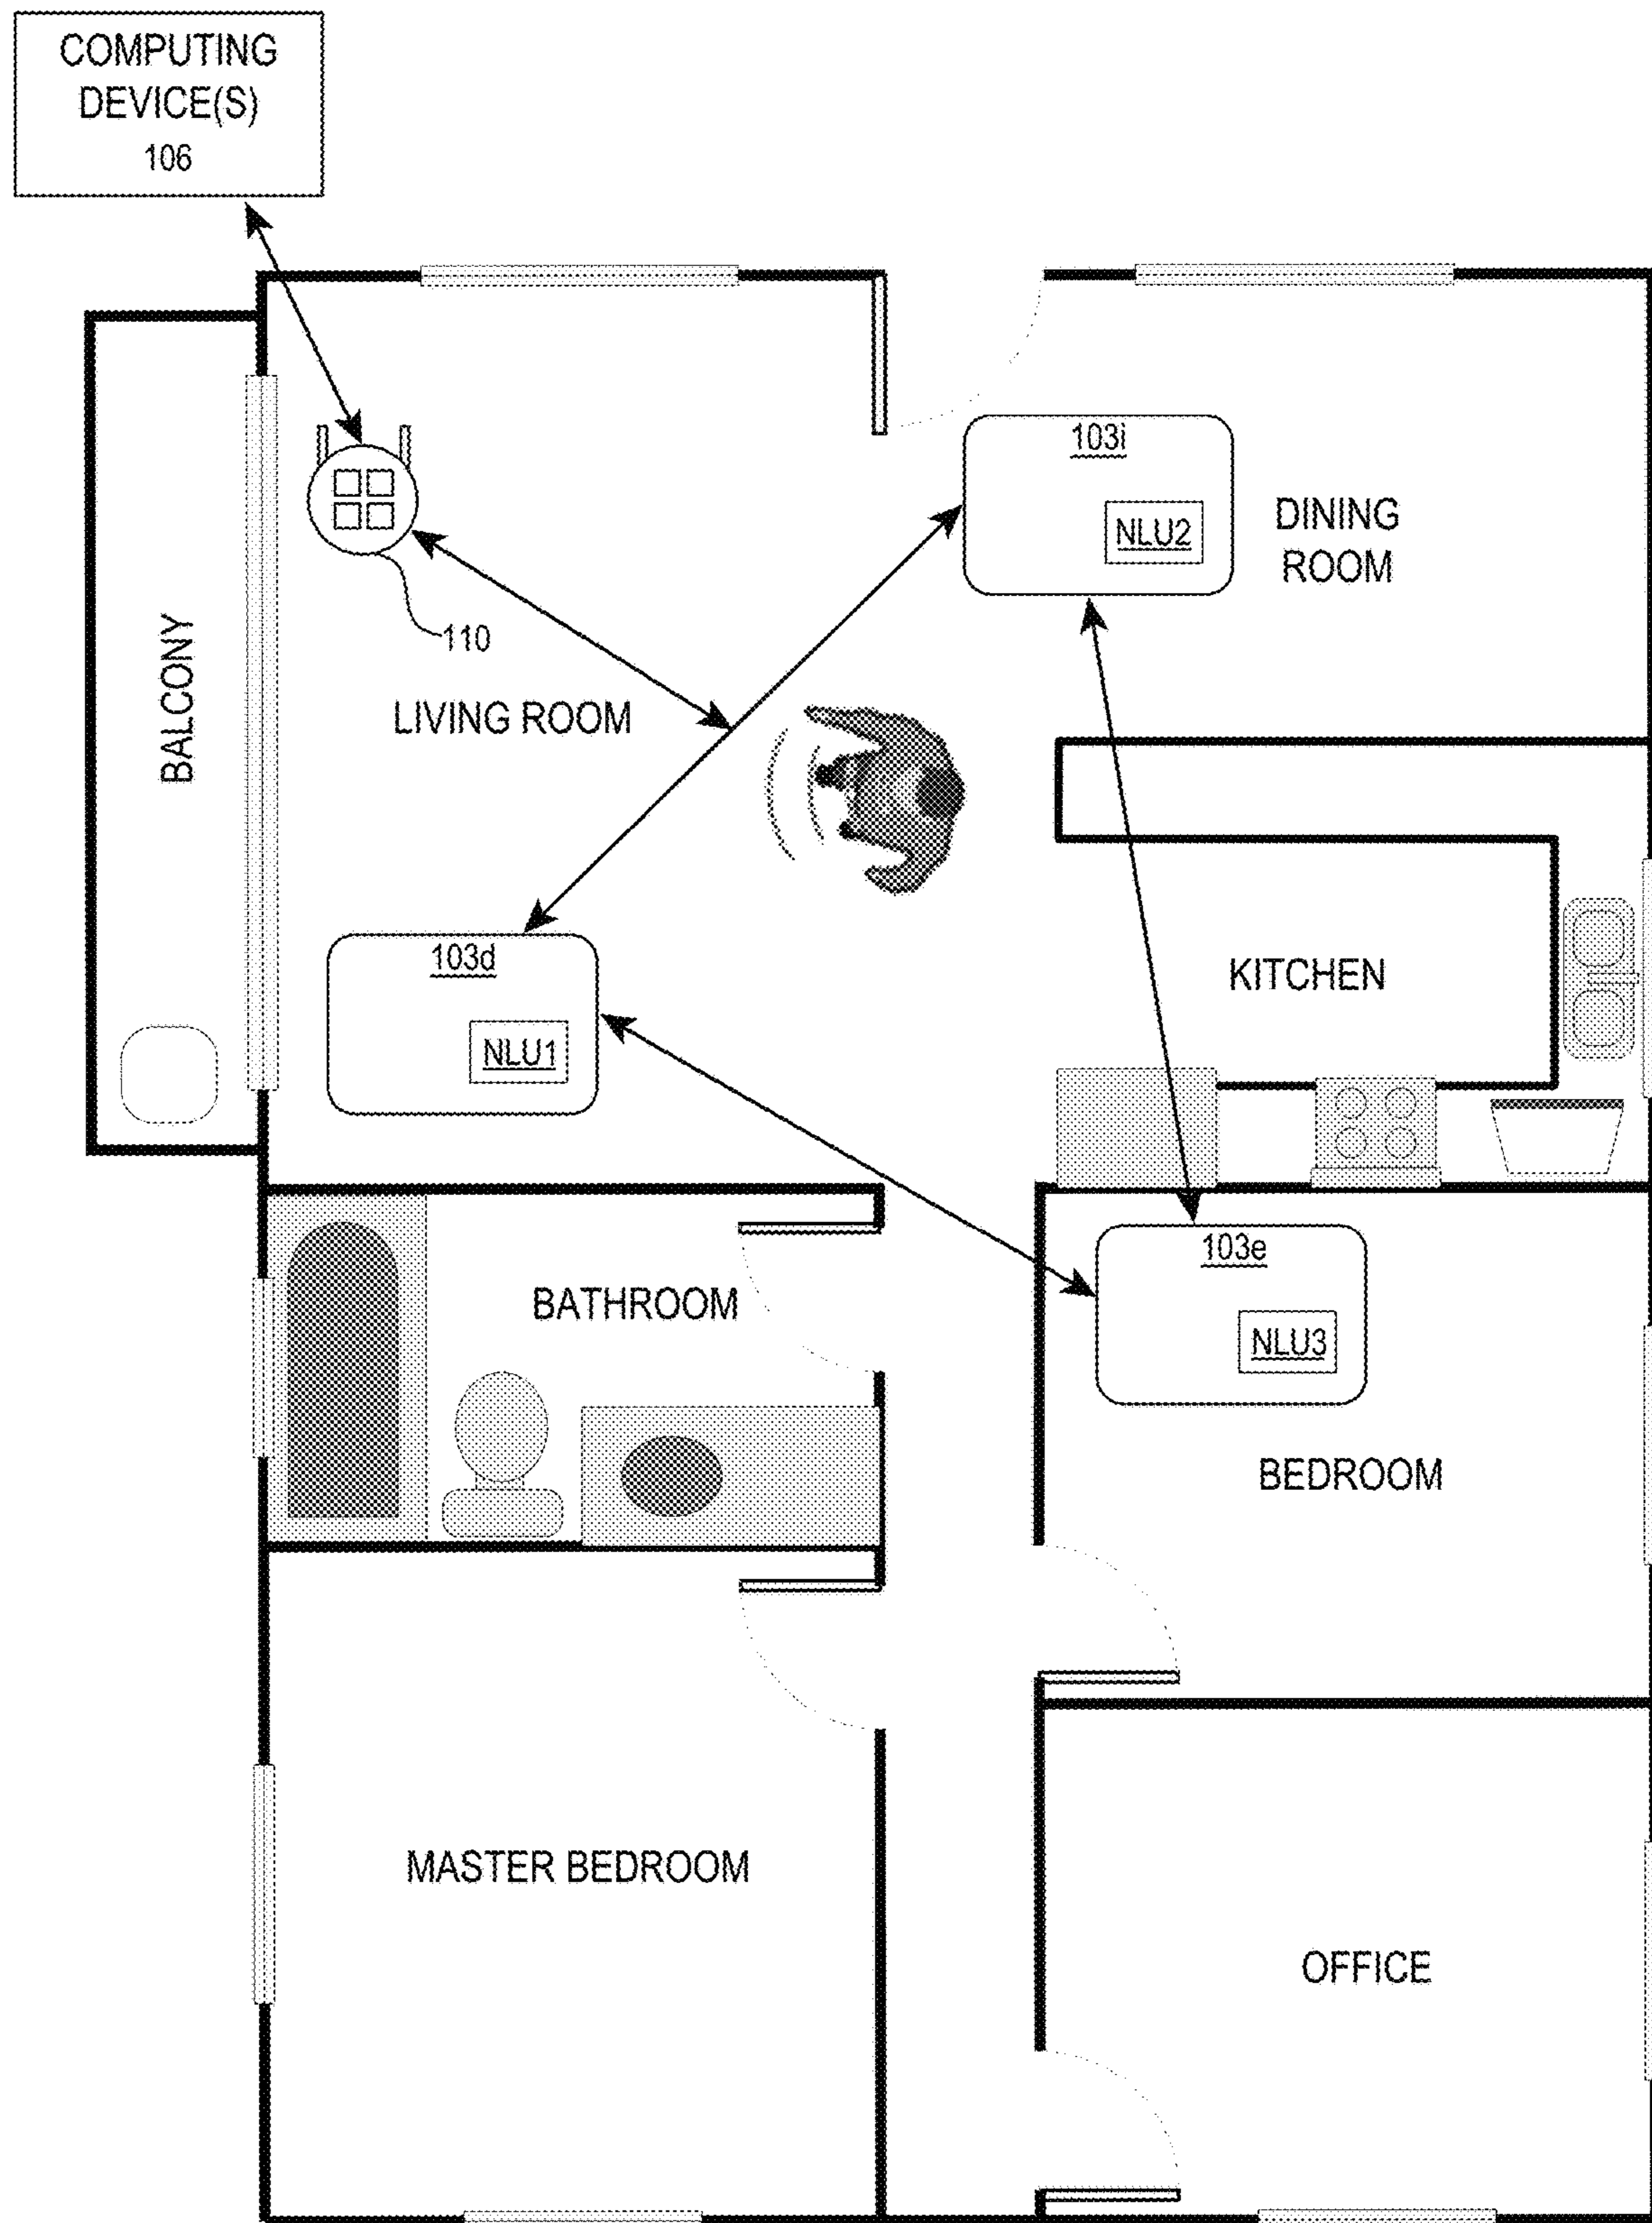 COMPUTING
DEVICE(S)
106
103i
NLU2
DINING
ROOM
110
BALCONY
LIVING ROOM
103d
NLU1
KITCHEN
103e
NLU3
BATHROOM
BEDROOM
MASTER BEDROOM
OFFICE